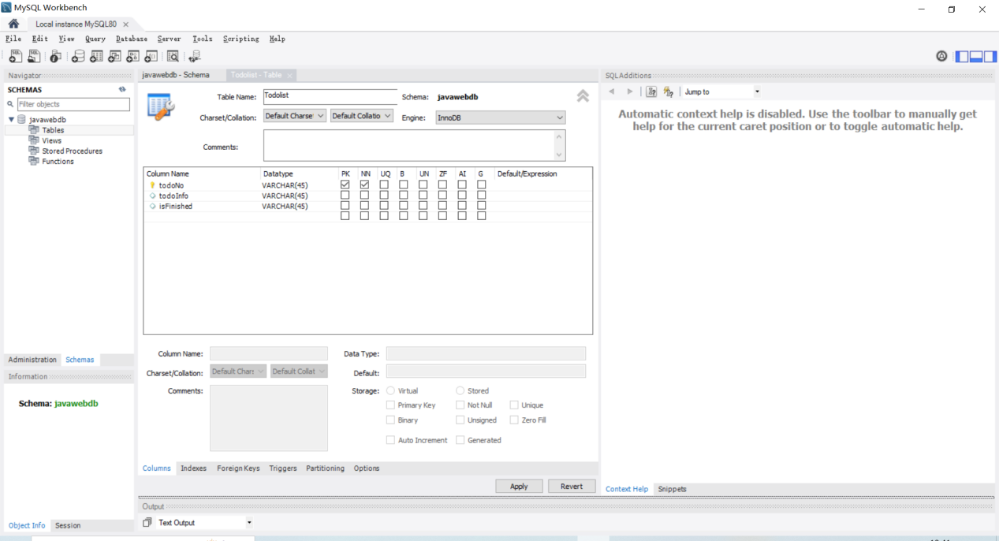 MySQL Workbench
Local instance MySQL80
File Edit View Query Database Server Tools Scripting Help
Navigator
SCHEMAS
Filter objects
javawebdb
Tables
Views
Stored Procedures
Functions
Administration Schemas
Information
Schema: javawebdb
Object Info Session
javawebdb - Schema Todolist - Table
Table Name: Todolist Schema: javawebdb
Charset/Collation: Default Charse Default Collatio Engine: InnoDB
Comments:
Column Name Datatype PK NN UQ B UN ZF AI G Default/Expression
todoNo VARCHAR(45)
todoInfo VARCHAR(45)
isFinished VARCHAR(45)
Column Name: Data Type:
Charset/Collation: Default Chars Default Collat Default:
Comments: Storage: Virtual Stored
Primary Key Not Null Unique
Binary Unsigned Zero Fill
Auto Increment Generated
Columns Indexes Foreign Keys Triggers Partitioning Options
Apply Revert
Output
Text Output
SQLAdditions
Jump to
Automatic context help is disabled. Use the toolbar to manually get
help for the current caret position or to toggle automatic help.
Context Help Snippets